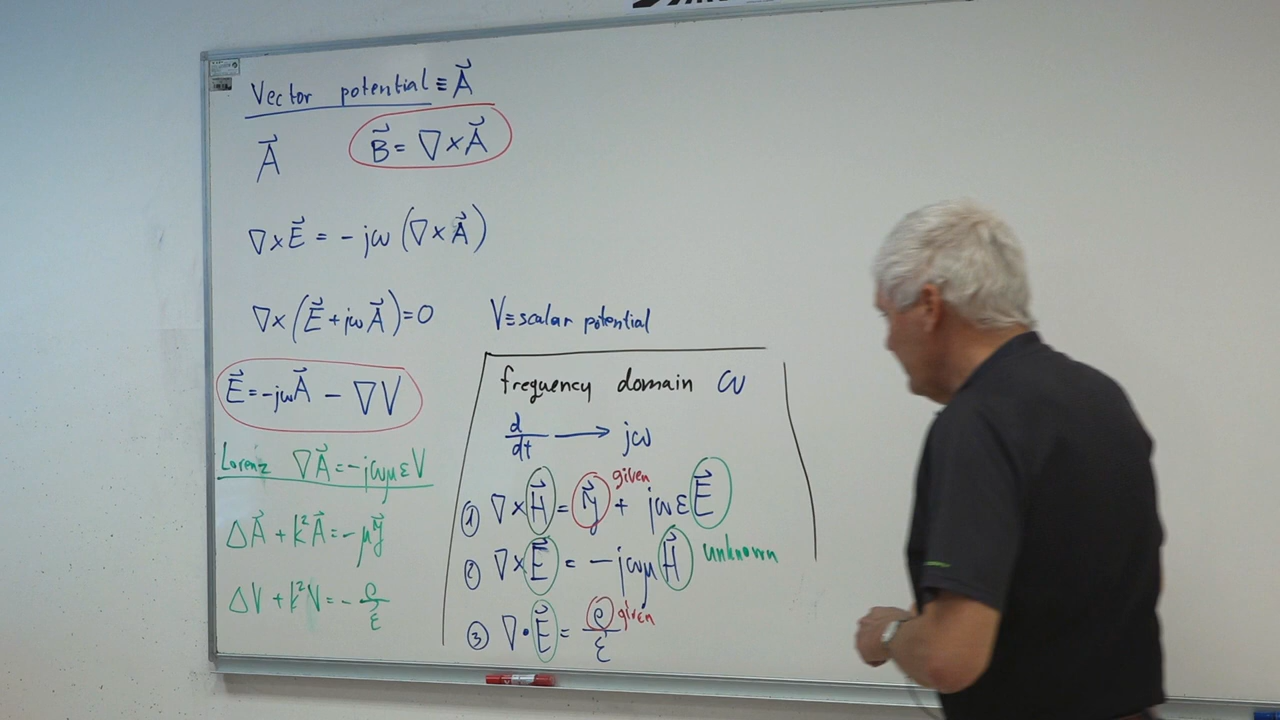 Vector potential ≡ A⃗
A⃗
B⃗ = ∇×A⃗
∇×E⃗ = -jω (∇×A⃗)
∇×(E⃗+jωA⃗)=0
V≡scalar potential
E⃗=-jωA⃗ - ∇V
Lorenz ∇A⃗=-jωμεV
ΔA⃗ + k²A⃗ = -μJ⃗
ΔV + k²V = -ρ/ε
frequency domain ω
d/dt ⟶ jω
① ∇×H⃗ = J⃗ + jωεE⃗
given
② ∇×E⃗ = -jωμH⃗ unknown
③ ∇•E⃗ = ρ/ε given